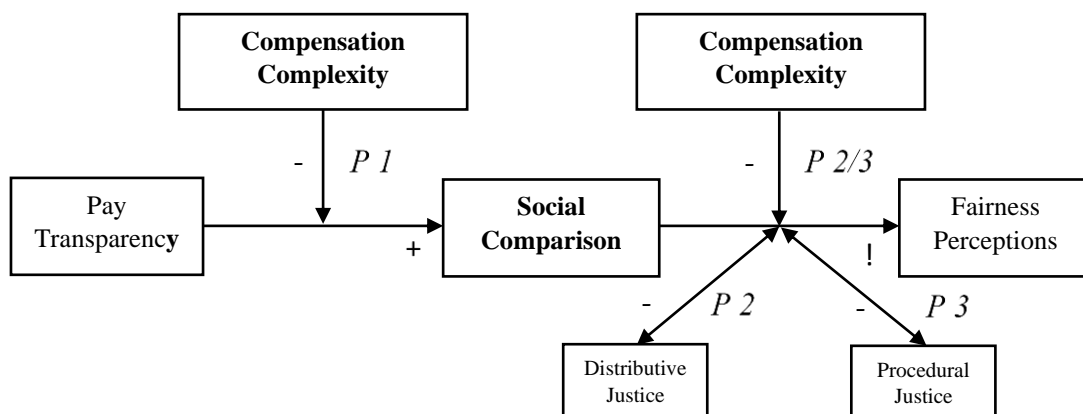 Compensation
Complexity
Compensation
Complexity
- P 1
- P 2/3
Pay
Transparency
+
Social
Comparison
!
Fairness
Perceptions
- P 2
- P 3
Distributive
Justice
Procedural
Justice